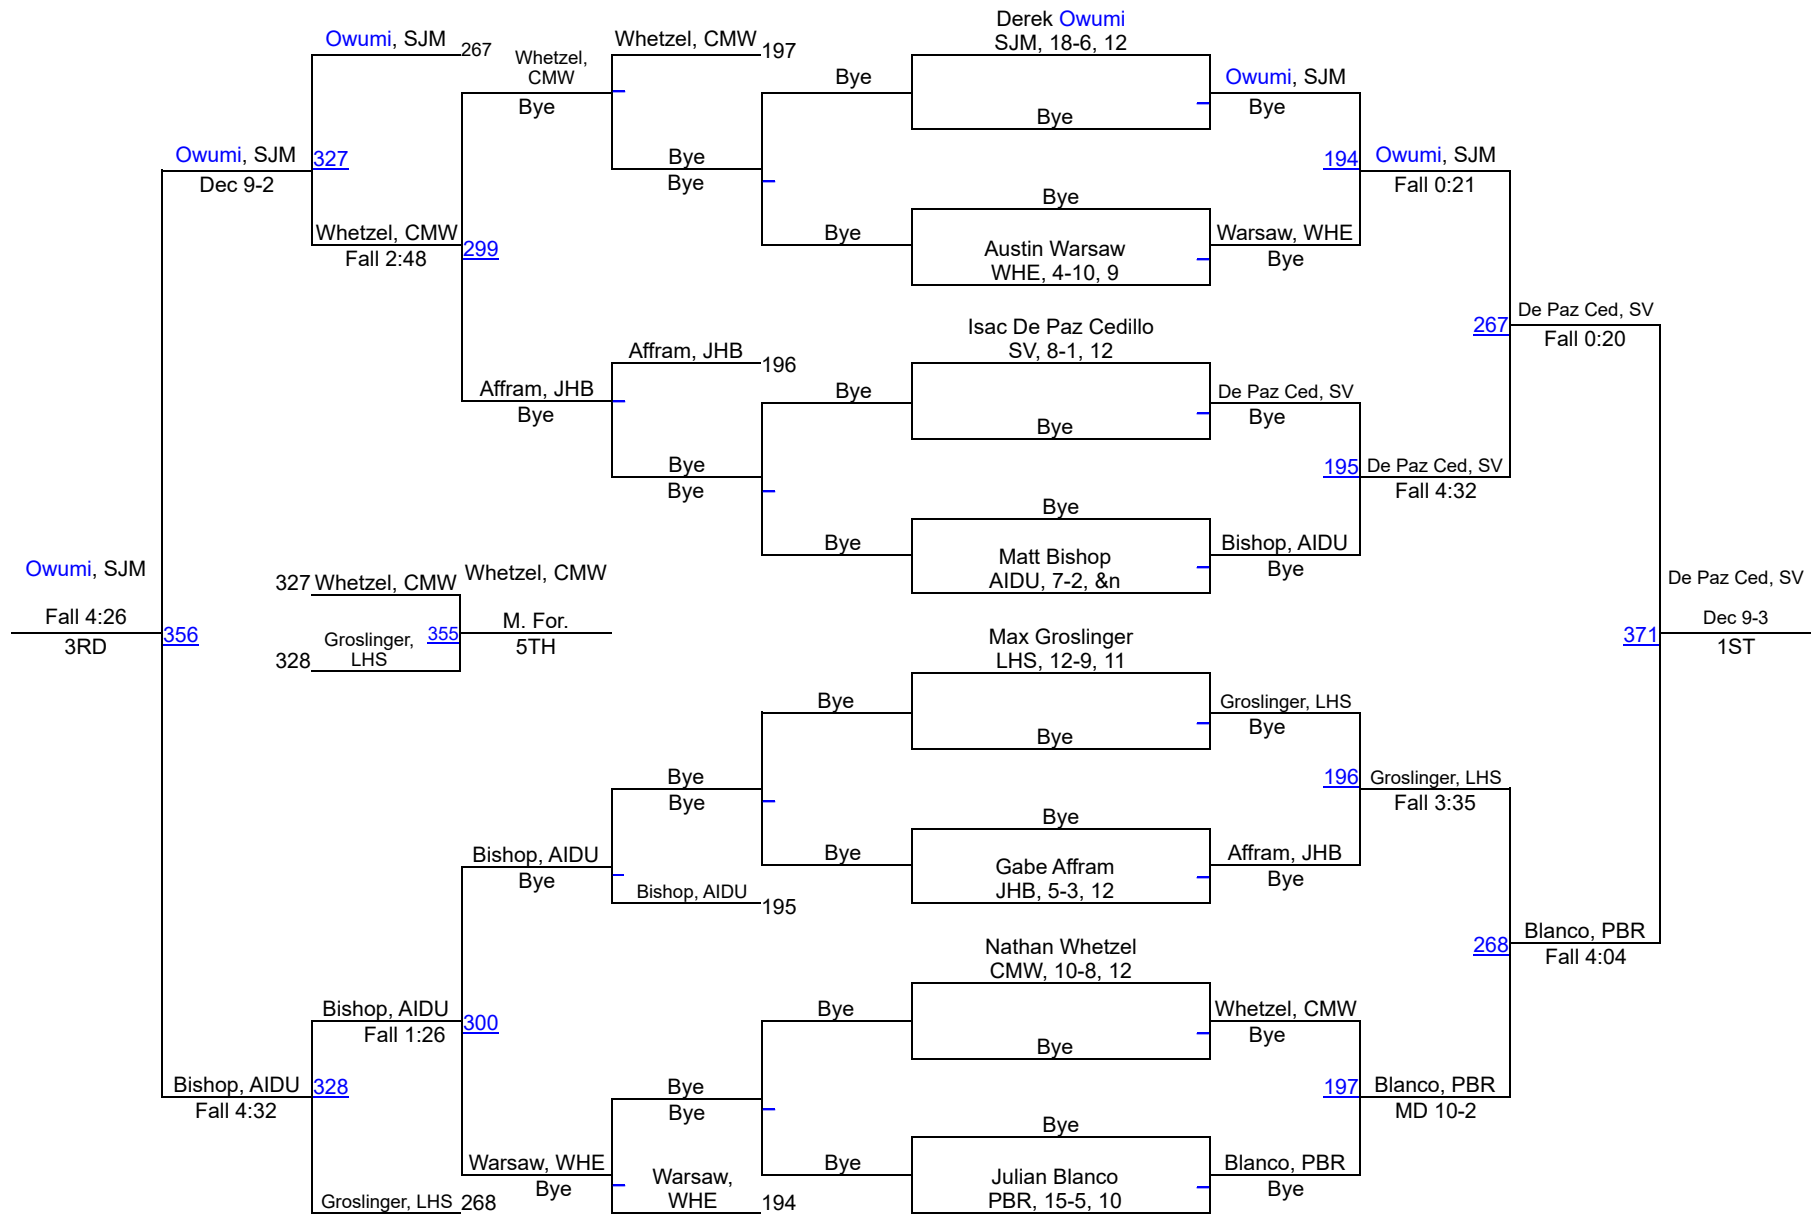 Owumi, SJM
267
Whetzel,
CMW
Bye
Whetzel, CMW
197
Bye
Derek Owumi
SJM, 18-6, 12
Bye
Owumi, SJM
Bye
Owumi, SJM
Dec 9-2
327
Bye
Bye
194
Owumi, SJM
Fall 0:21
Whetzel, CMW
Fall 2:48
299
Bye
Bye
Austin Warsaw
WHE, 4-10, 9
Warsaw, WHE
Bye
267
De Paz Ced, SV
Fall 0:20
Affram, JHB
Bye
Affram, JHB
196
Bye
Isac De Paz Cedillo
SV, 8-1, 12
Bye
De Paz Ced, SV
Bye
Bye
Bye
195
De Paz Ced, SV
Fall 4:32
Bye
Bye
Matt Bishop
AIDU, 7-2, &n
Bishop, AIDU
Bye
Owumi, SJM
Fall 4:26
3RD
356
327
Whetzel, CMW
Groslinger,
LHS
328
355
Whetzel, CMW
M. For.
5TH
De Paz Ced, SV
Dec 9-3
1ST
371
Max Groslinger
LHS, 12-9, 11
Bye
Bye
Groslinger, LHS
Bye
Bye
Bye
196
Groslinger, LHS
Fall 3:35
Bishop, AIDU
Bye
Bishop, AIDU
195
Bye
Bye
Gabe Affram
JHB, 5-3, 12
Affram, JHB
Bye
268
Blanco, PBR
Fall 4:04
Bishop, AIDU
Fall 1:26
300
Bye
Nathan Whetzel
CMW, 10-8, 12
Bye
Whetzel, CMW
Bye
Bishop, AIDU
Fall 4:32
328
Bye
Bye
197
Blanco, PBR
MD 10-2
Groslinger, LHS
268
Warsaw, WHE
Bye
Warsaw,
WHE
194
Bye
Bye
Julian Blanco
PBR, 15-5, 10
Blanco, PBR
Bye